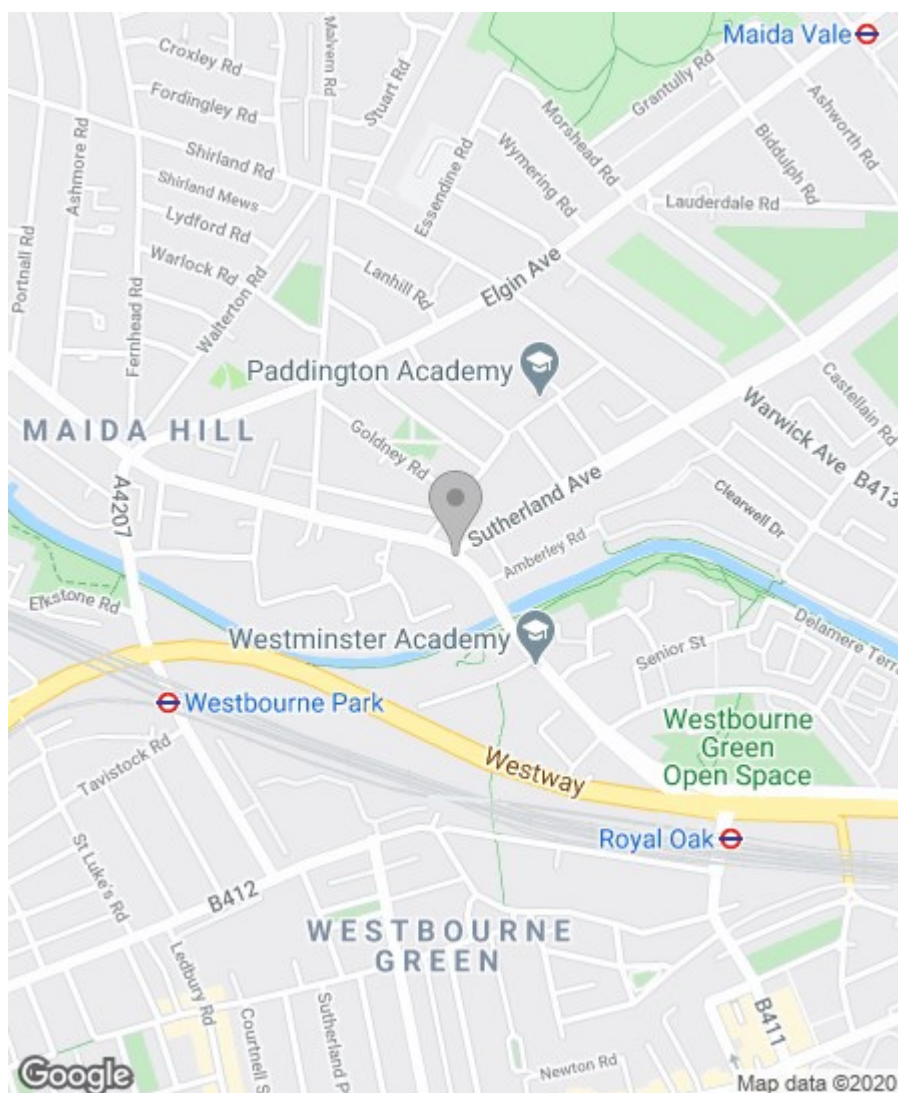 Maida Vale
Croxley Rd
Malvern Rd
Stuart Rd
Grantully Rd
Fordingley Rd
Morshead Rd
Ashworth Rd
Ashmore Rd
Shirland Rd
Essendine Rd
Wymering Rd
Biddulph Rd
Shirland Mews
Lauderdale Rd
Lydford Rd
Portnall Rd
Warlock Rd
Lanhill Rd
Elgin Ave
Fernhead Rd
Walterton Rd
Paddington Academy
Castellain Rd
MAIDA HILL
Goldney Rd
Warwick Ave
B413
A4207
Sutherland Ave
Clearwell Dr
Amberley Rd
Elkstone Rd
Westminster Academy
Senior St
Delamere Terra
Westbourne Park
Westbourne
Green
Open Space
Tavistock Rd
Westway
Royal Oak
St Luke's Rd
B412
WESTBOURNE
GREEN
Ledbury Rd
Sutherland P
Courtnell S
B411
Newton Rd
Google
Map data ©2020